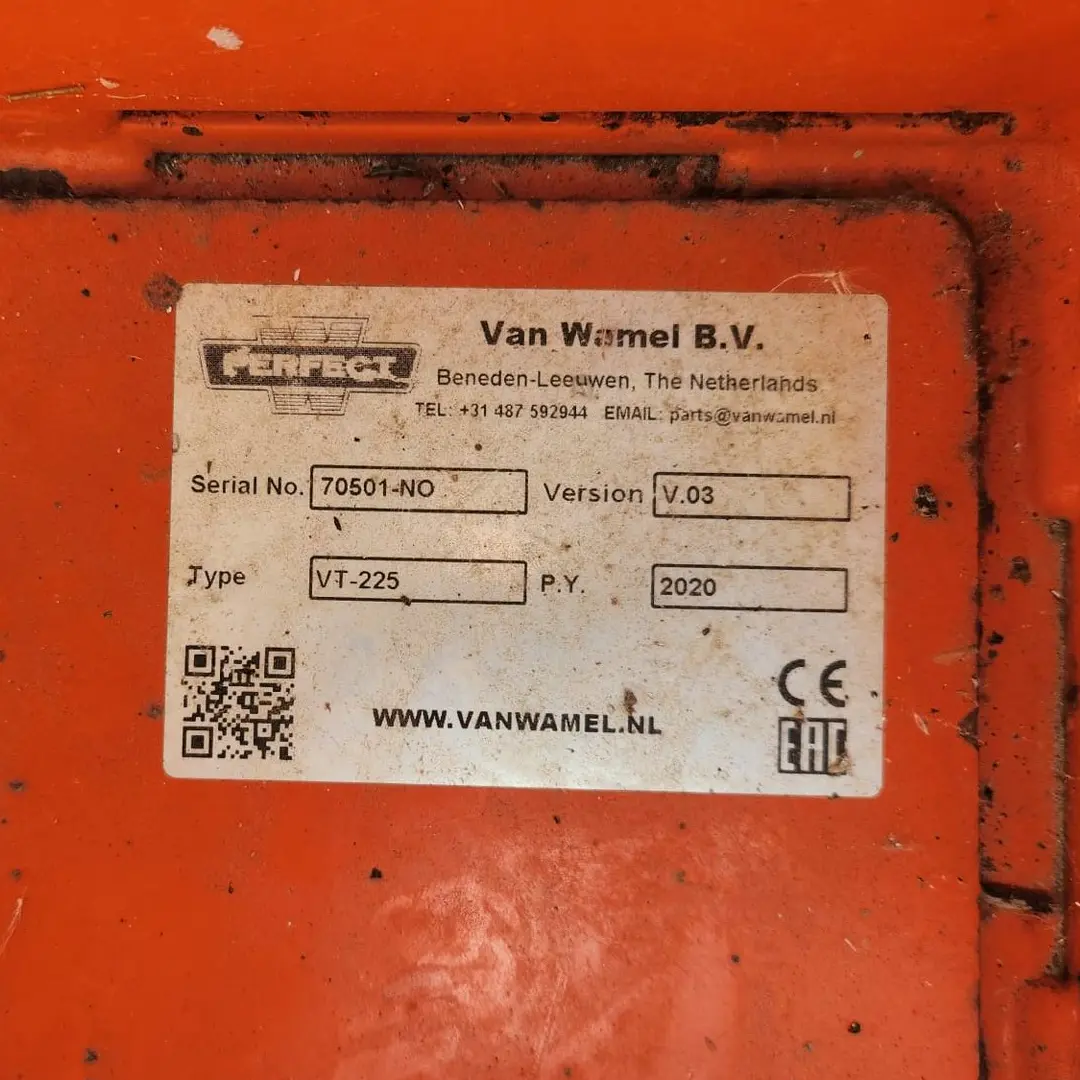 PERFECT
Van Wamel B.V.
Beneden-Leeuwen, The Netherlands
TEL: +31 487 592944 EMAIL: parts@vanwamel.nl
Serial No. 70501-NO Version V.03
Type VT-225 P.Y. 2020
WWW.VANWAMEL.NL
CE
EAC